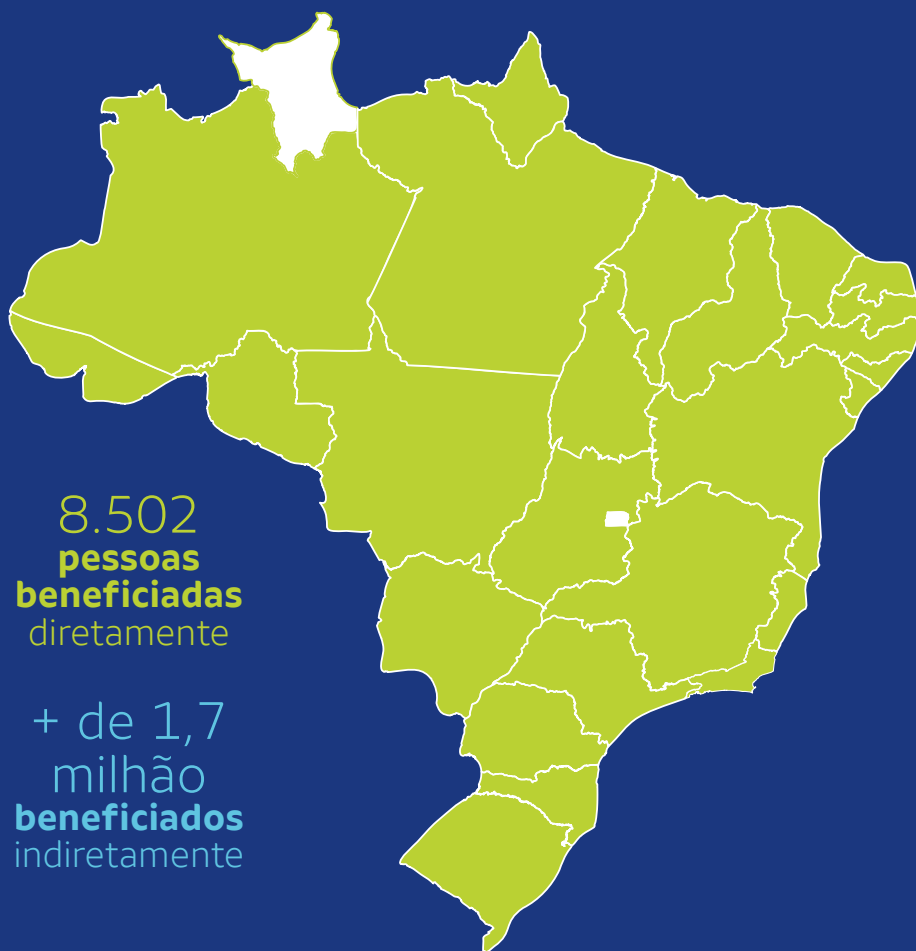 8.502
pessoas
beneficiadas
diretamente
+ de 1,7
milhão
beneficiados
indiretamente